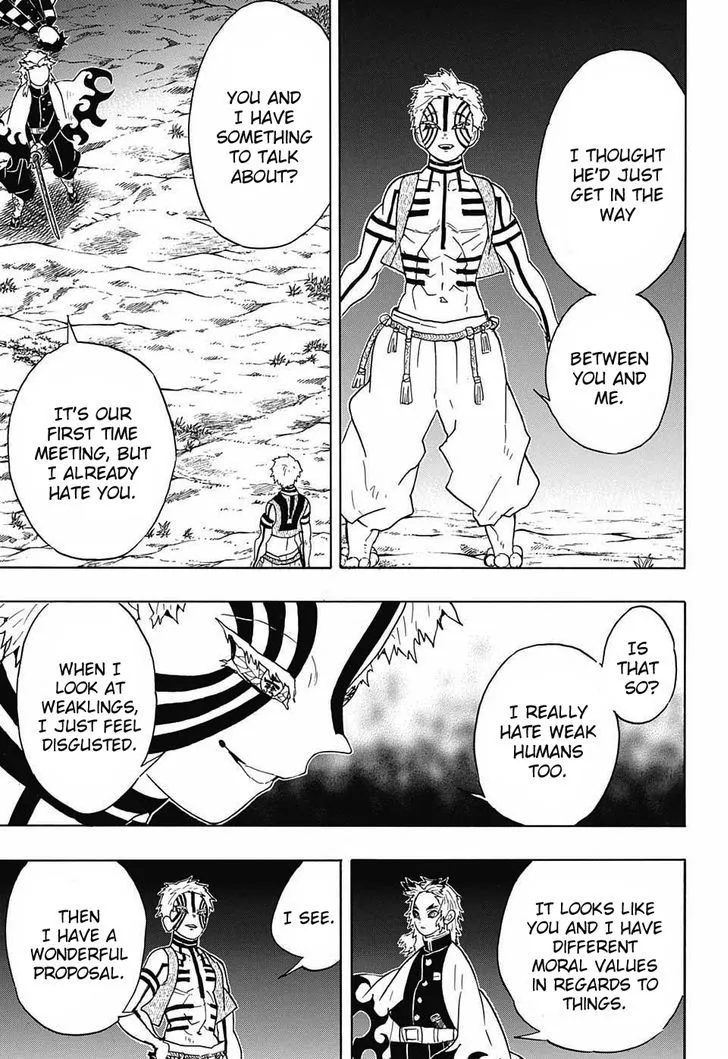 I THOUGHT
HE'D JUST
GET IN THE
WAY
BETWEEN
YOU AND
ME.
YOU AND
I HAVE
SOMETHING
TO TALK
ABOUT?
IT'S OUR
FIRST TIME
MEETING, BUT
I ALREADY
HATE YOU.
IS
THAT
SO?
I REALLY
HATE WEAK
HUMANS
TOO.
WHEN I
LOOK AT
WEAKLINGS,
I JUST FEEL
DISGUSTED.
IT LOOKS LIKE
YOU AND I HAVE
DIFFERENT
MORAL VALUES
IN REGARDS TO
THINGS.
I SEE.
THEN
I HAVE A
WONDERFUL
PROPOSAL.